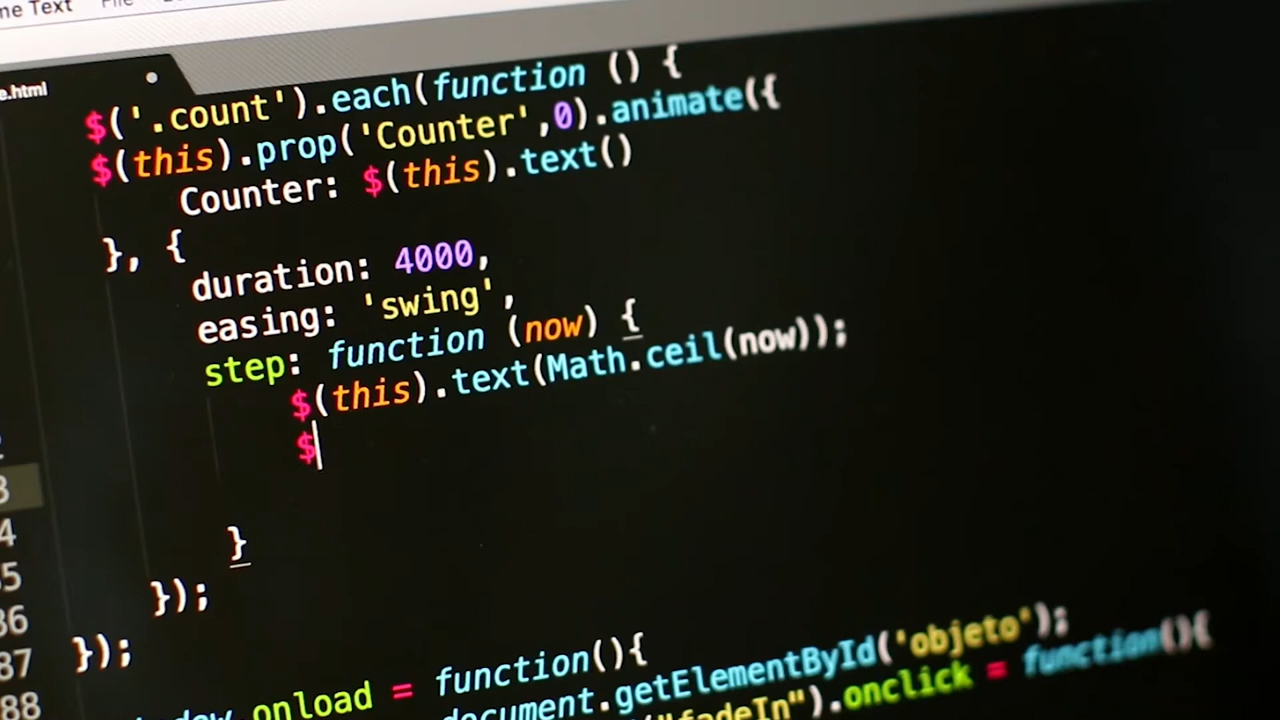 me Text File
e.html
$('.count').each(function () {
$(this).prop('Counter',0).animate({
Counter: $(this).text()
}, {
duration: 4000,
easing: 'swing',
step: function (now) {
$(this).text(Math.ceil(now));
$
3
4
}
5
});
86
87 });
88 onload = function(){
document.getElementById('objeto');
"fadeIn").onclick = function(){